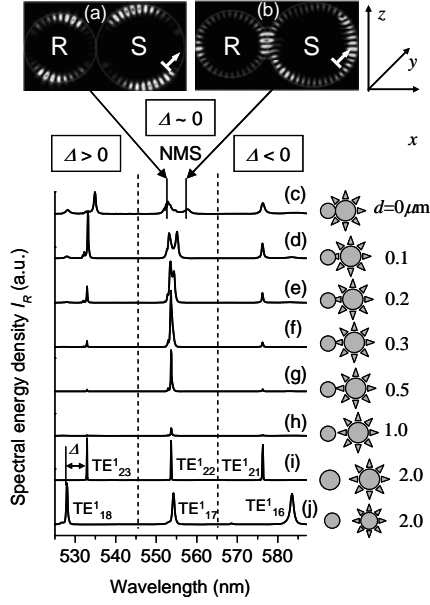 (a)
(b)
R
S
R
S
z
y
x
Δ ~ 0
Δ > 0
NMS
Δ < 0
(c)
d=0μm
(d)
0.1
(e)
0.2
(f)
0.3
(g)
0.5
(h)
1.0
(i)
2.0
Δ
TE¹₂₃
TE¹₂₂
TE¹₂₁
TE¹₁₈
TE¹₁₇
TE¹₁₆
(j)
2.0
Spectral energy density I_R (a.u.)
530 540 550 560 570 580
Wavelength (nm)